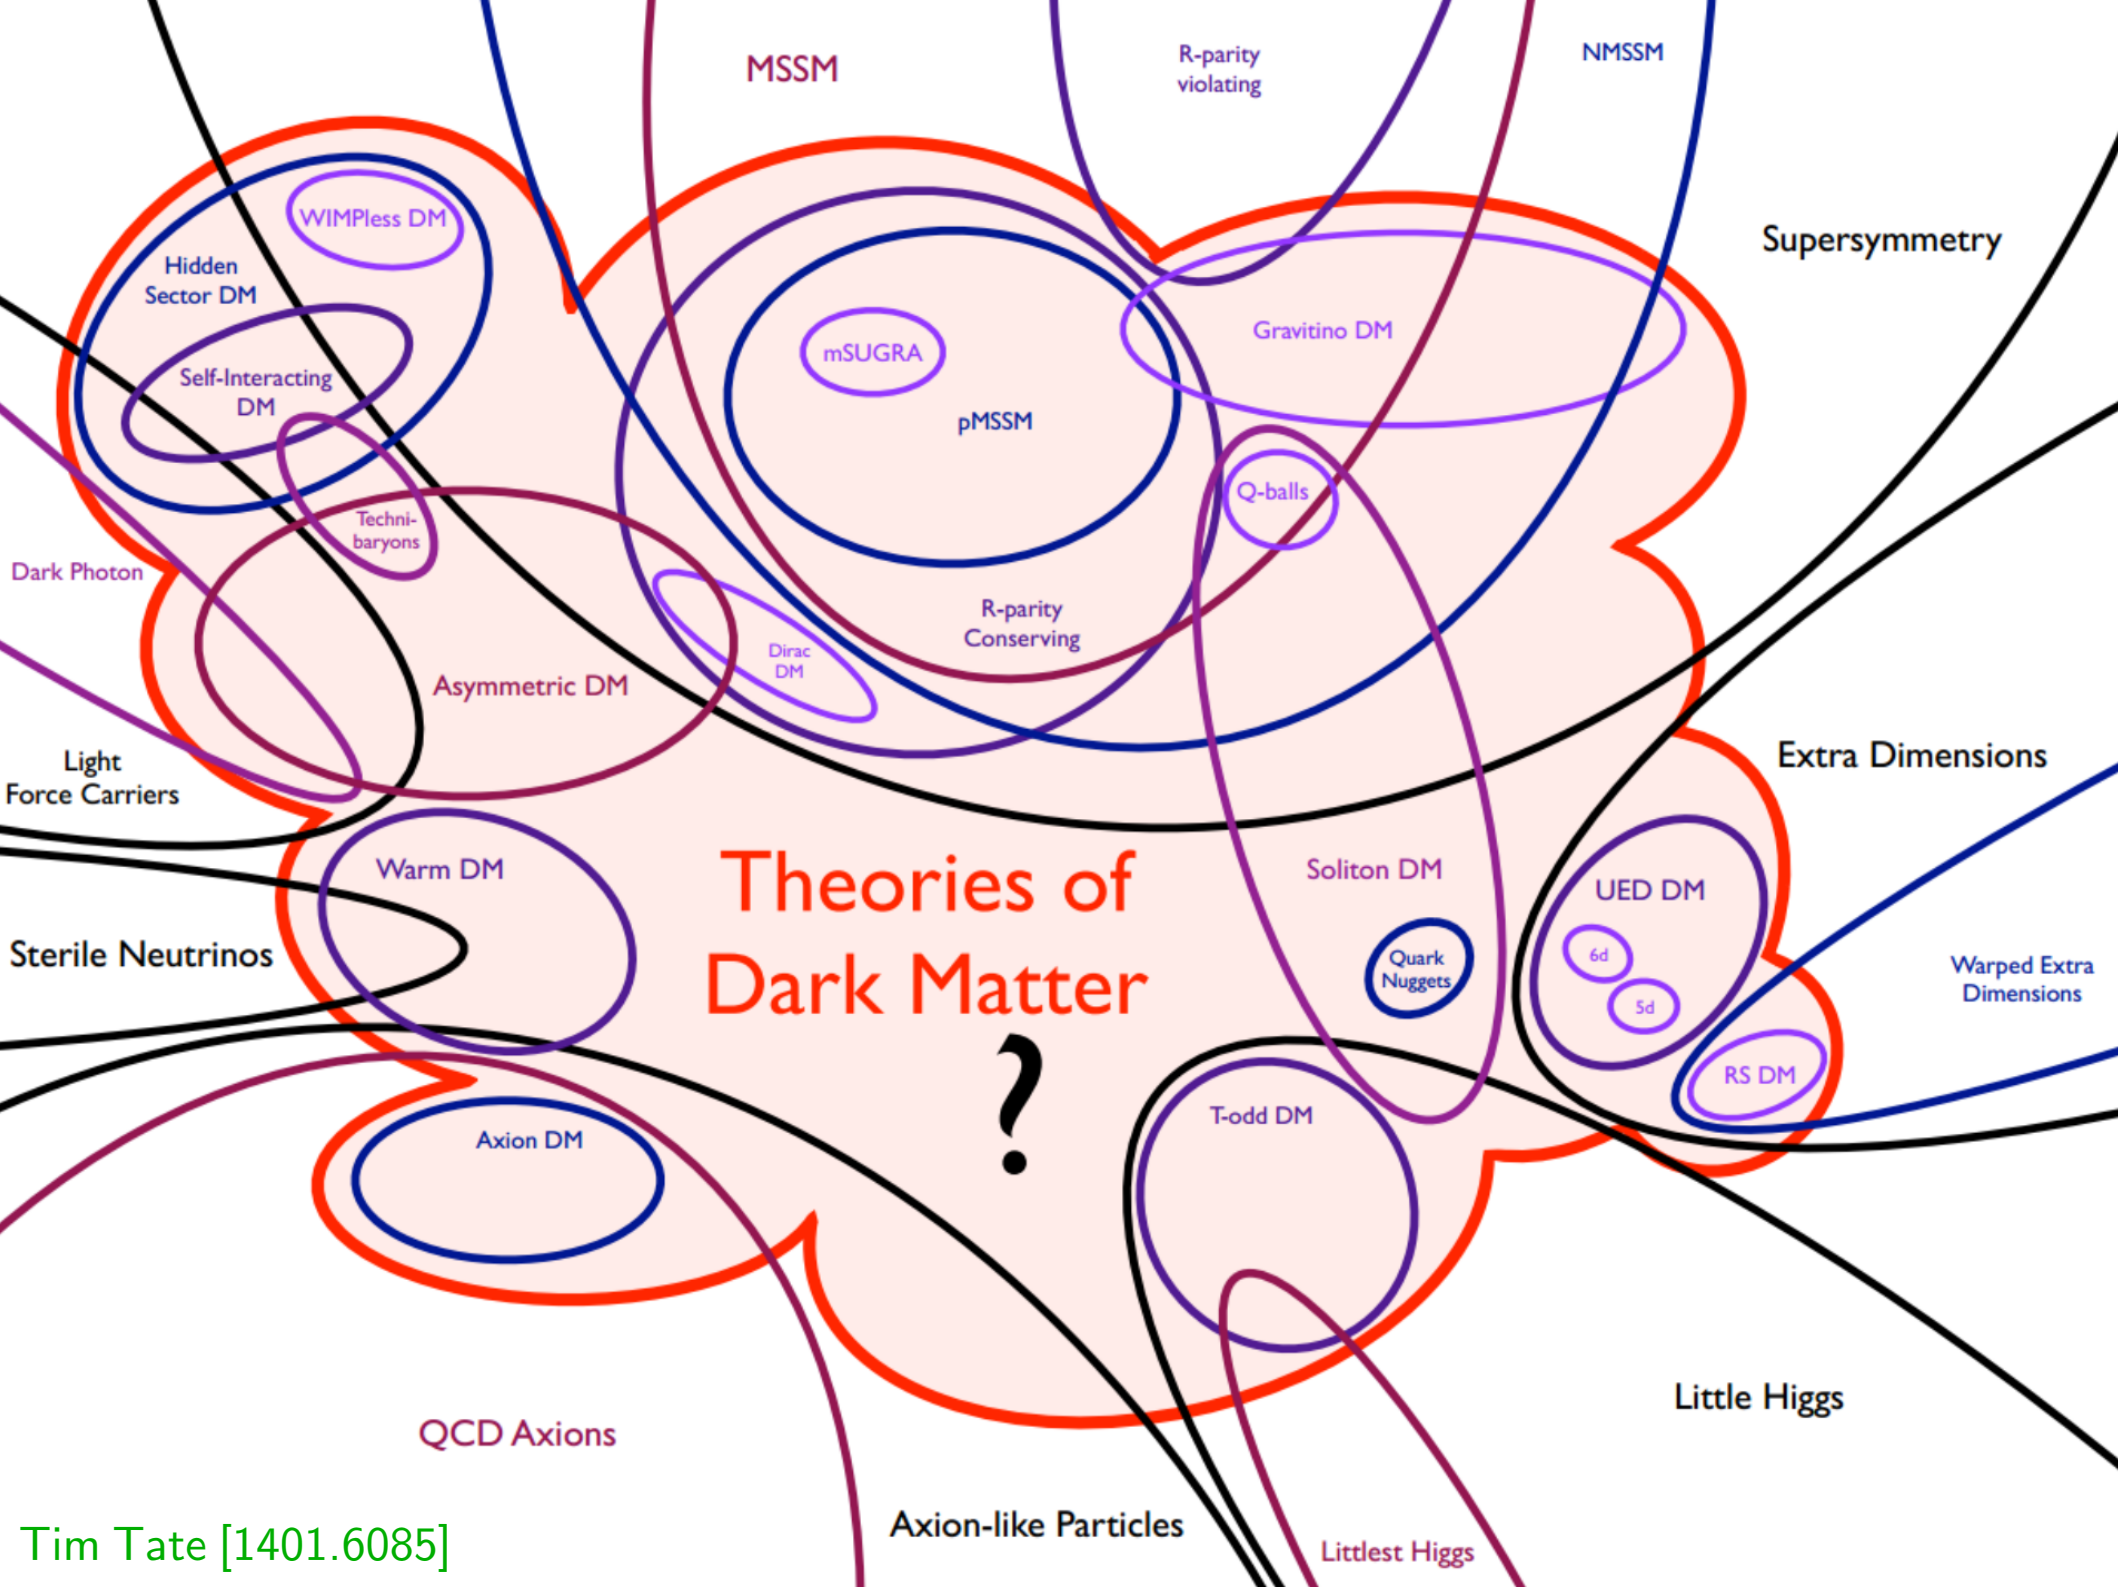 MSSM
R-parity
violating
NMSSM
WIMPless DM
Hidden
Sector DM
Supersymmetry
mSUGRA
Gravitino DM
Self-Interacting
DM
pMSSM
Q-balls
Techni-
baryons
Dark Photon
R-parity
Conserving
Dirac
DM
Asymmetric DM
Light
Force Carriers
Extra Dimensions
Warm DM
Theories of
Dark Matter
?
Soliton DM
UED DM
Sterile Neutrinos
Quark
Nuggets
6d
5d
Warped Extra
Dimensions
RS DM
Axion DM
T-odd DM
Little Higgs
QCD Axions
Axion-like Particles
Littlest Higgs
Tim Tate [1401.6085]